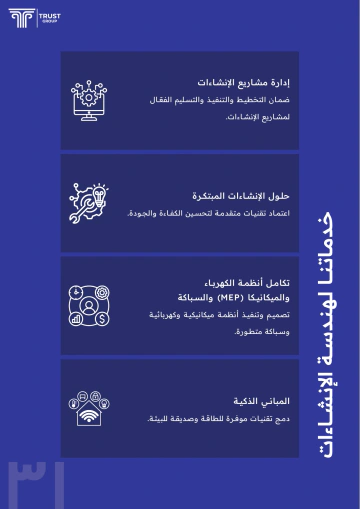 TRUST
GROUP
خدماتنا لهندسة الإنشاءات
إدارة مشاريع الإنشاءات
ضمان التخطيط والتنفيذ والتسليم الفعّال
لمشاريع الإنشاءات.
حلول الإنشاءات المبتكرة
اعتماد تقنيات متقدمة لتحسين الكفاءة والجودة.
تكامل أنظمة الكهرباء
والميكانيكا (MEP) والسباكة
تصميم وتنفيذ أنظمة ميكانيكية وكهربائية
وسباكة متطورة.
المباني الذكية
دمج تقنيات موفرة للطاقة وصديقة للبيئة.
٣١